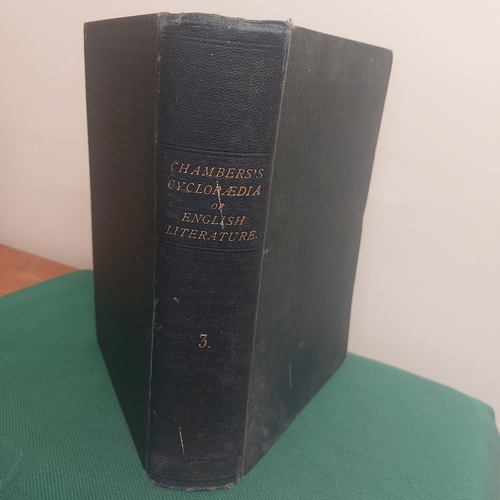 CHAMBERS'S
CYCLOPÆDIA
OF
ENGLISH
LITERATURE.
3.